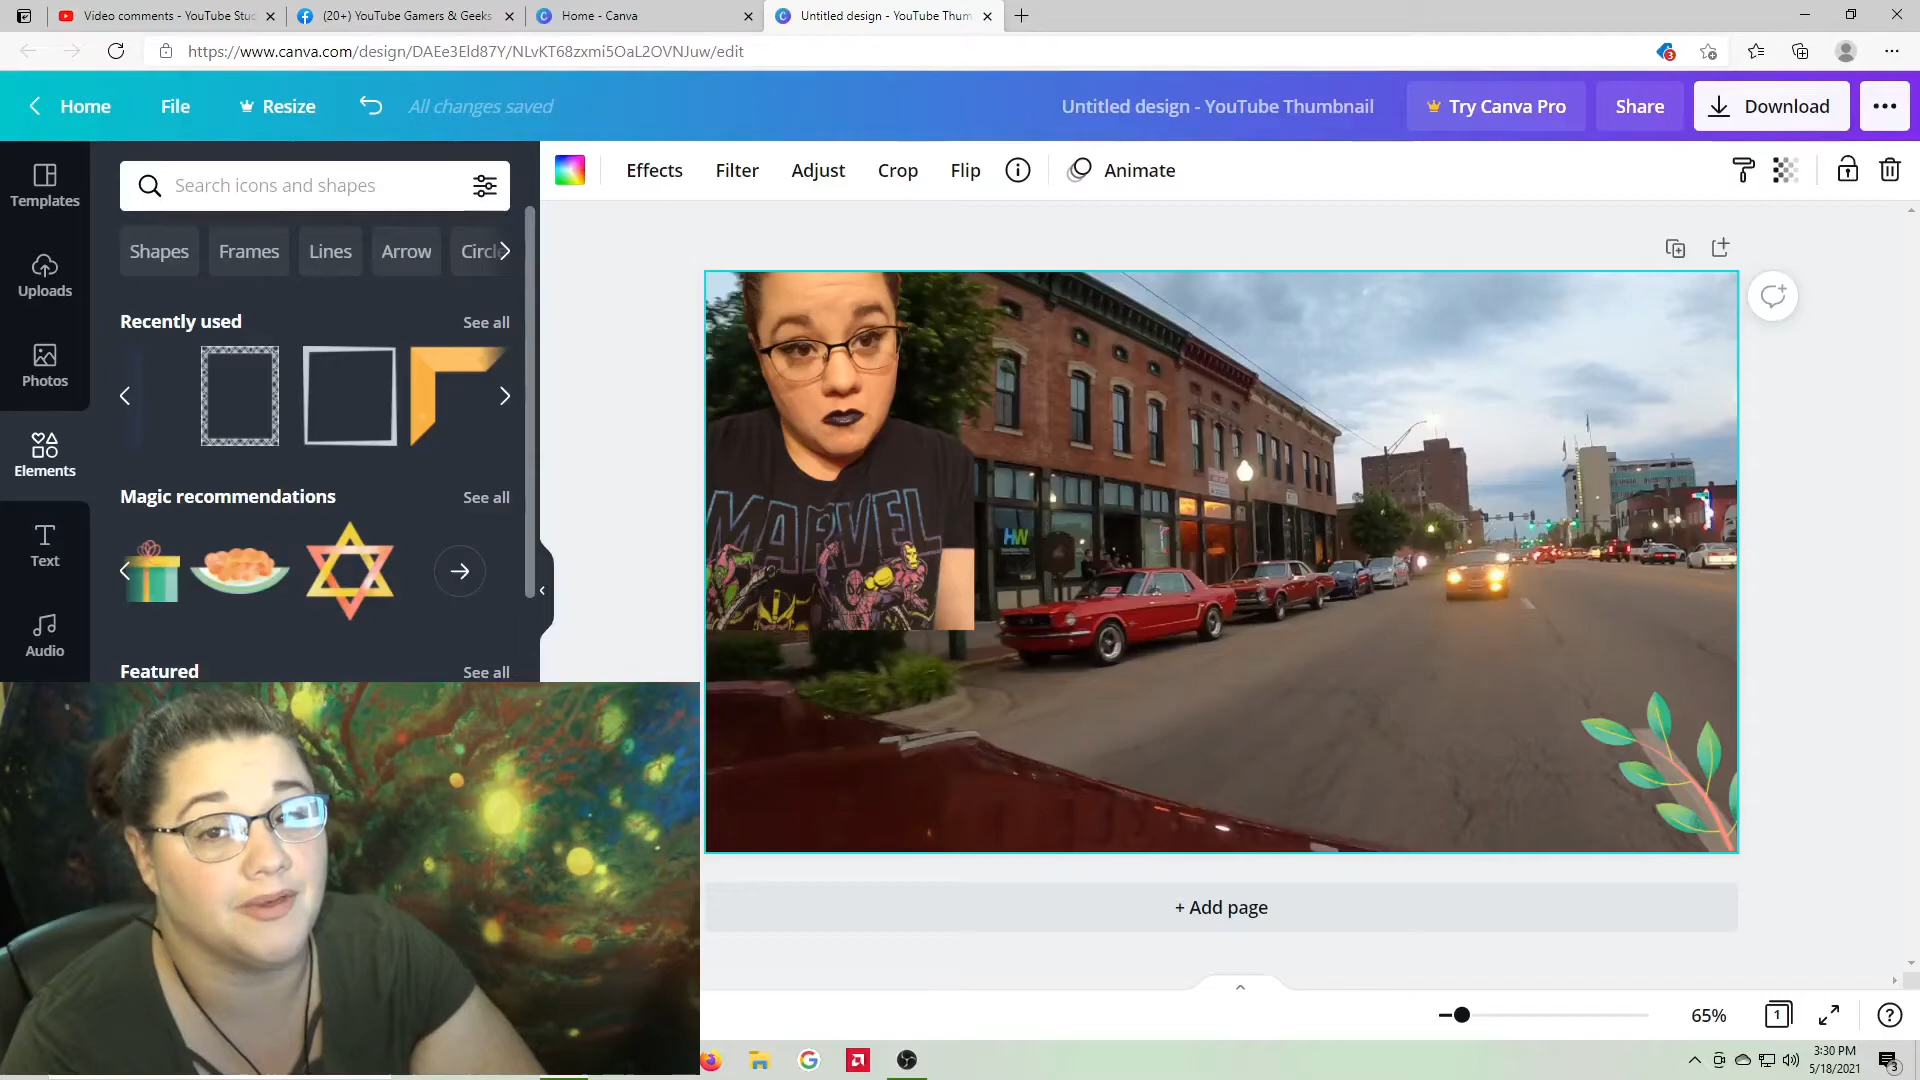 Video comments - YouTube Stu
(20+) YouTube Gamers & Geeks
Home - Canva
Untitled design - YouTube Thum
https://www.canva.com/design/DAEe3Eld87Y/NLvKT68zxmi5OaL2OVNJuw/edit
3
Home
File
Resize
All changes saved
Untitled design - YouTube Thumbnail
Try Canva Pro
Share
Download
Templates
Uploads
Photos
Elements
Text
Audio
Search icons and shapes
Effects
Filter
Adjust
Crop
Flip
Animate
Shapes
Frames
Lines
Arrow
Circle
Recently used
See all
Magic recommendations
See all
Featured
See all
MARVEL
HW
+ Add page
65%
1
3:30 PM
5/18/2021
3